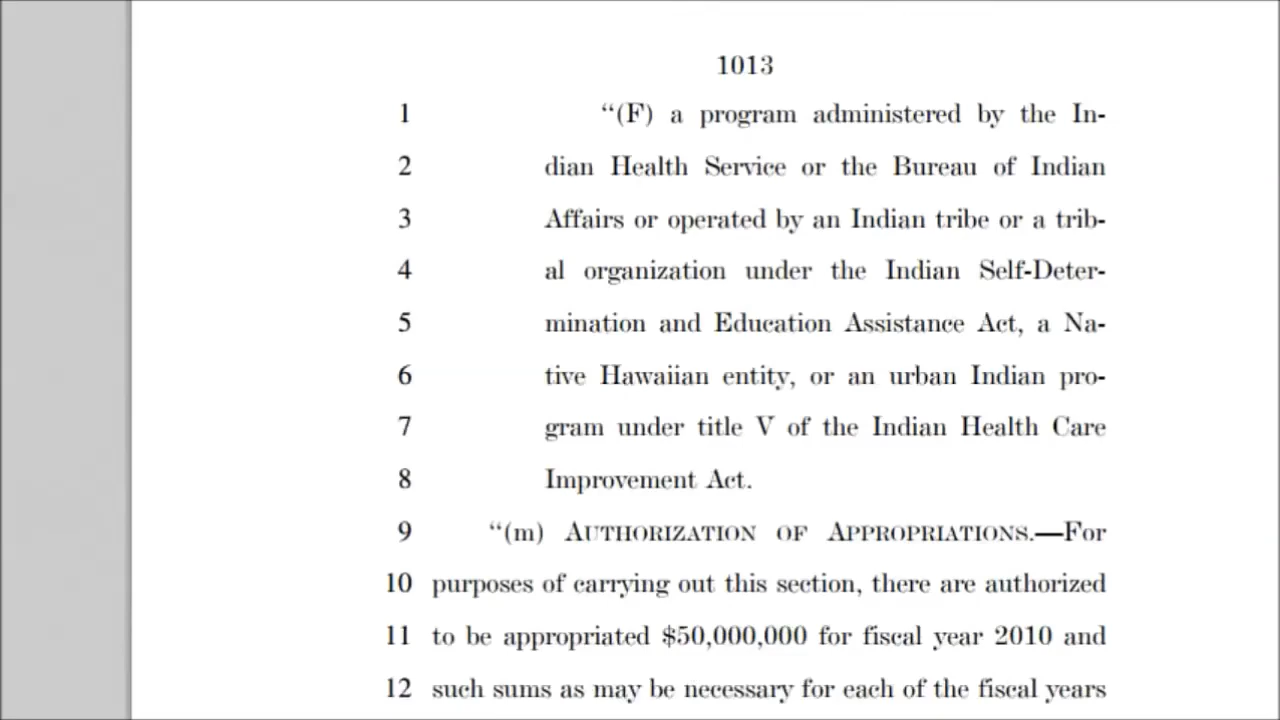 1013
1 “(F) a program administered by the In-
2 dian Health Service or the Bureau of Indian
3 Affairs or operated by an Indian tribe or a trib-
4 al organization under the Indian Self-Deter-
5 mination and Education Assistance Act, a Na-
6 tive Hawaiian entity, or an urban Indian pro-
7 gram under title V of the Indian Health Care
8 Improvement Act.
9 “(m) AUTHORIZATION OF APPROPRIATIONS.—For
10 purposes of carrying out this section, there are authorized
11 to be appropriated $50,000,000 for fiscal year 2010 and
12 such sums as may be necessary for each of the fiscal years